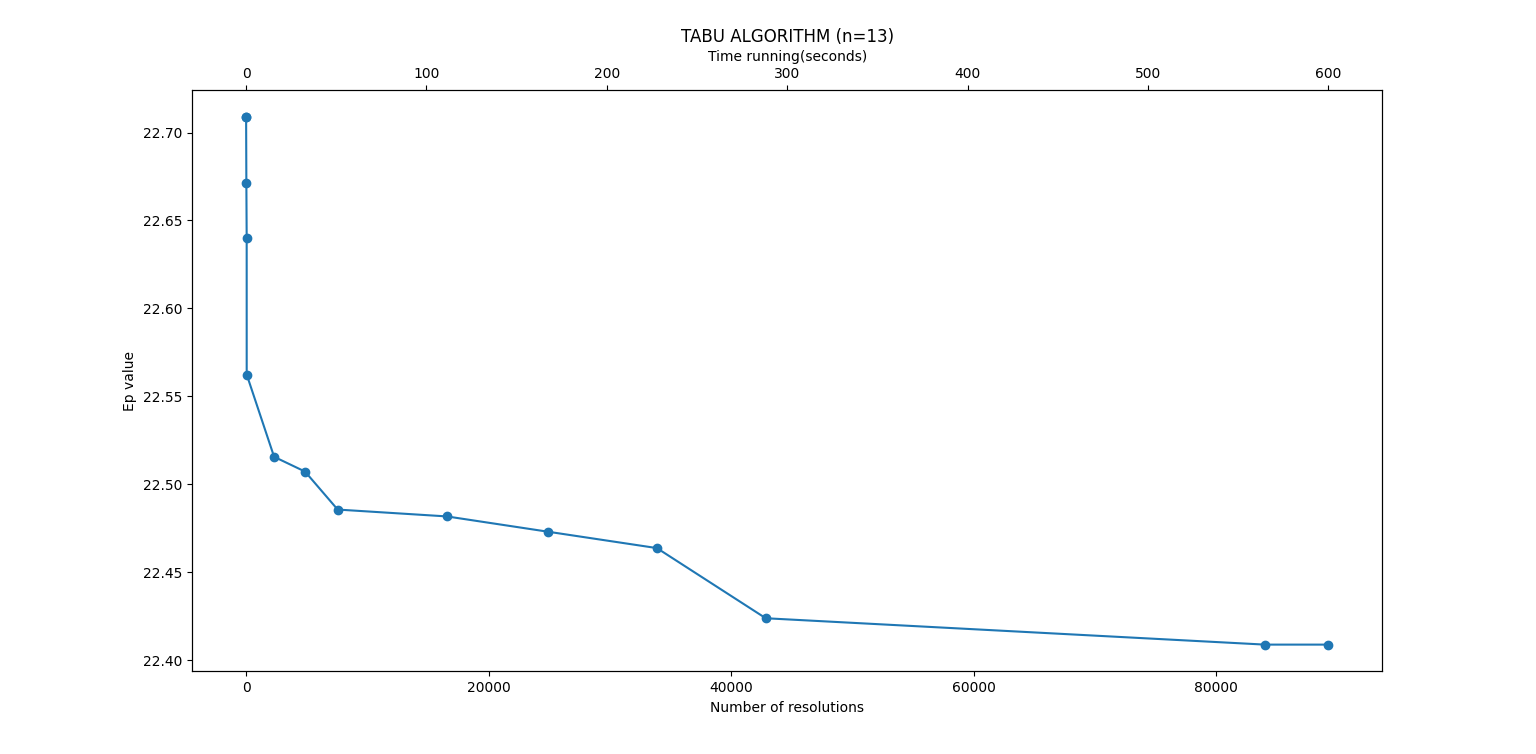 TABU ALGORITHM (n=13)
Time running(seconds)
0 100 200 300 400 500 600
22.70
22.65
22.60
22.55
22.50
22.45
22.40
Ep value
0 20000 40000 60000 80000
Number of resolutions